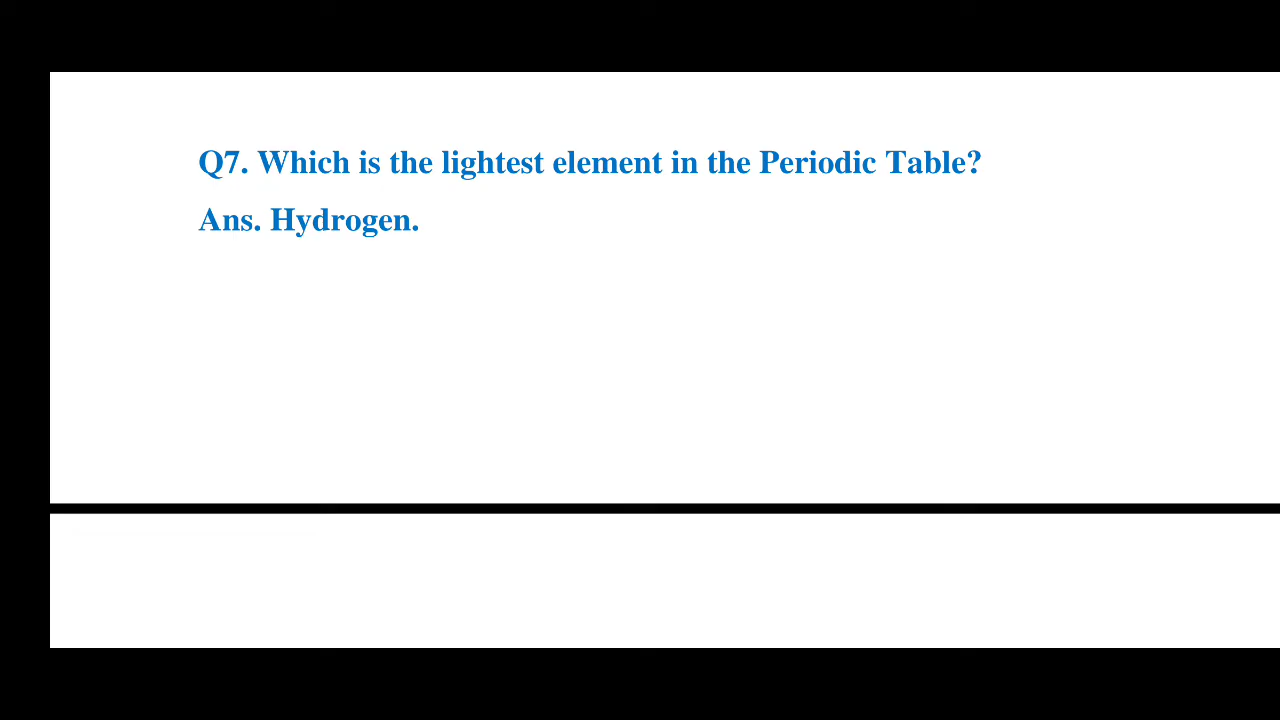 Q7. Which is the lightest element in the Periodic Table?
Ans. Hydrogen.